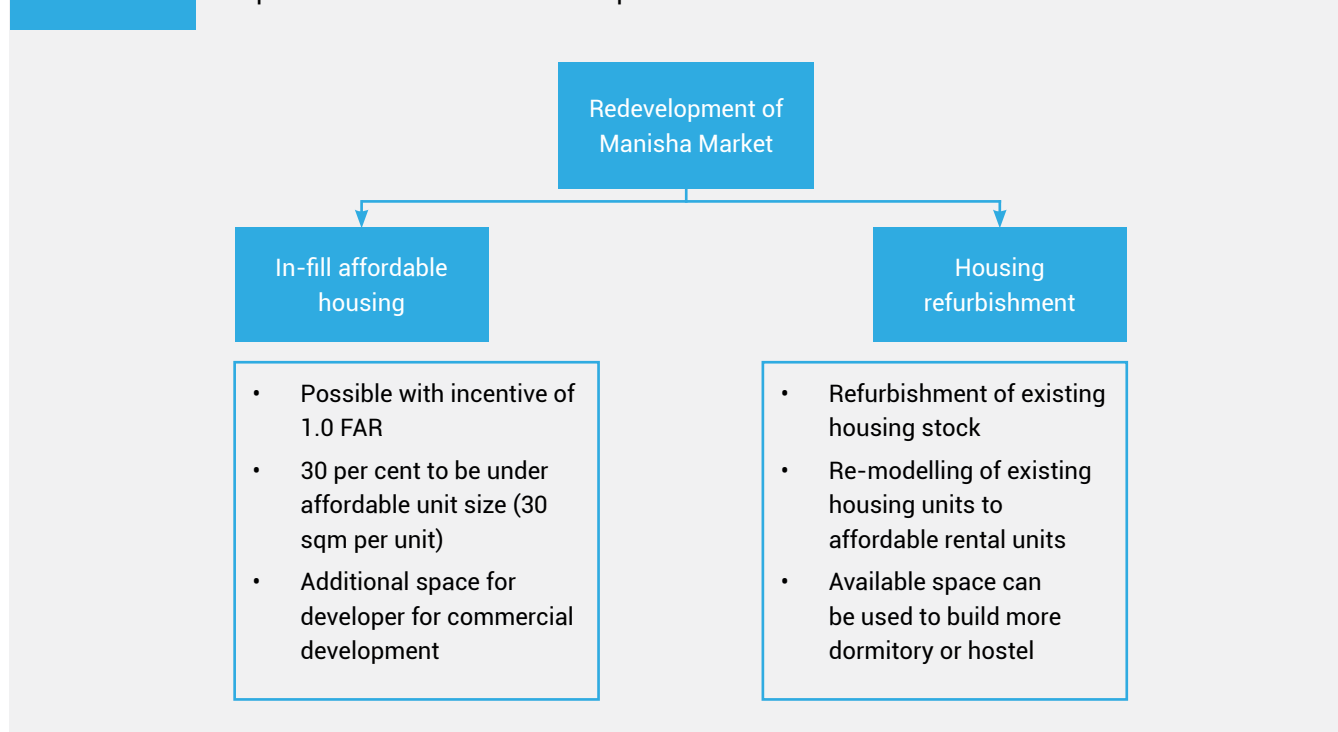 Redevelopment of
Manisha Market
In-fill affordable
housing
Housing
refurbishment
• Possible with incentive of
1.0 FAR
• 30 per cent to be under
affordable unit size (30
sqm per unit)
• Additional space for
developer for commercial
development
• Refurbishment of existing
housing stock
• Re-modelling of existing
housing units to
affordable rental units
• Available space can
be used to build more
dormitory or hostel